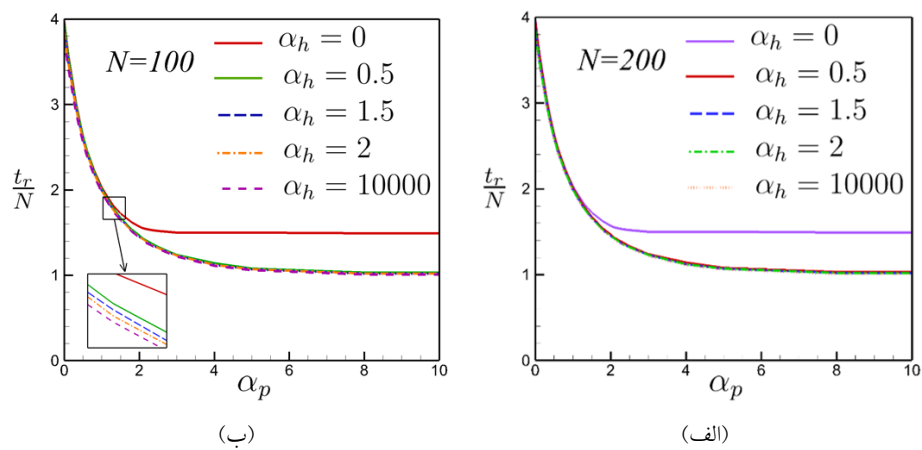 N=100
α_h = 0
α_h = 0.5
α_h = 1.5
α_h = 2
α_h = 10000
t_r/N
4
3
2
1
0
0 2 4 6 8 10
α_p
(ب)
N=200
α_h = 0
α_h = 0.5
α_h = 1.5
α_h = 2
α_h = 10000
t_r/N
4
3
2
1
0
0 2 4 6 8 10
α_p
(الف)